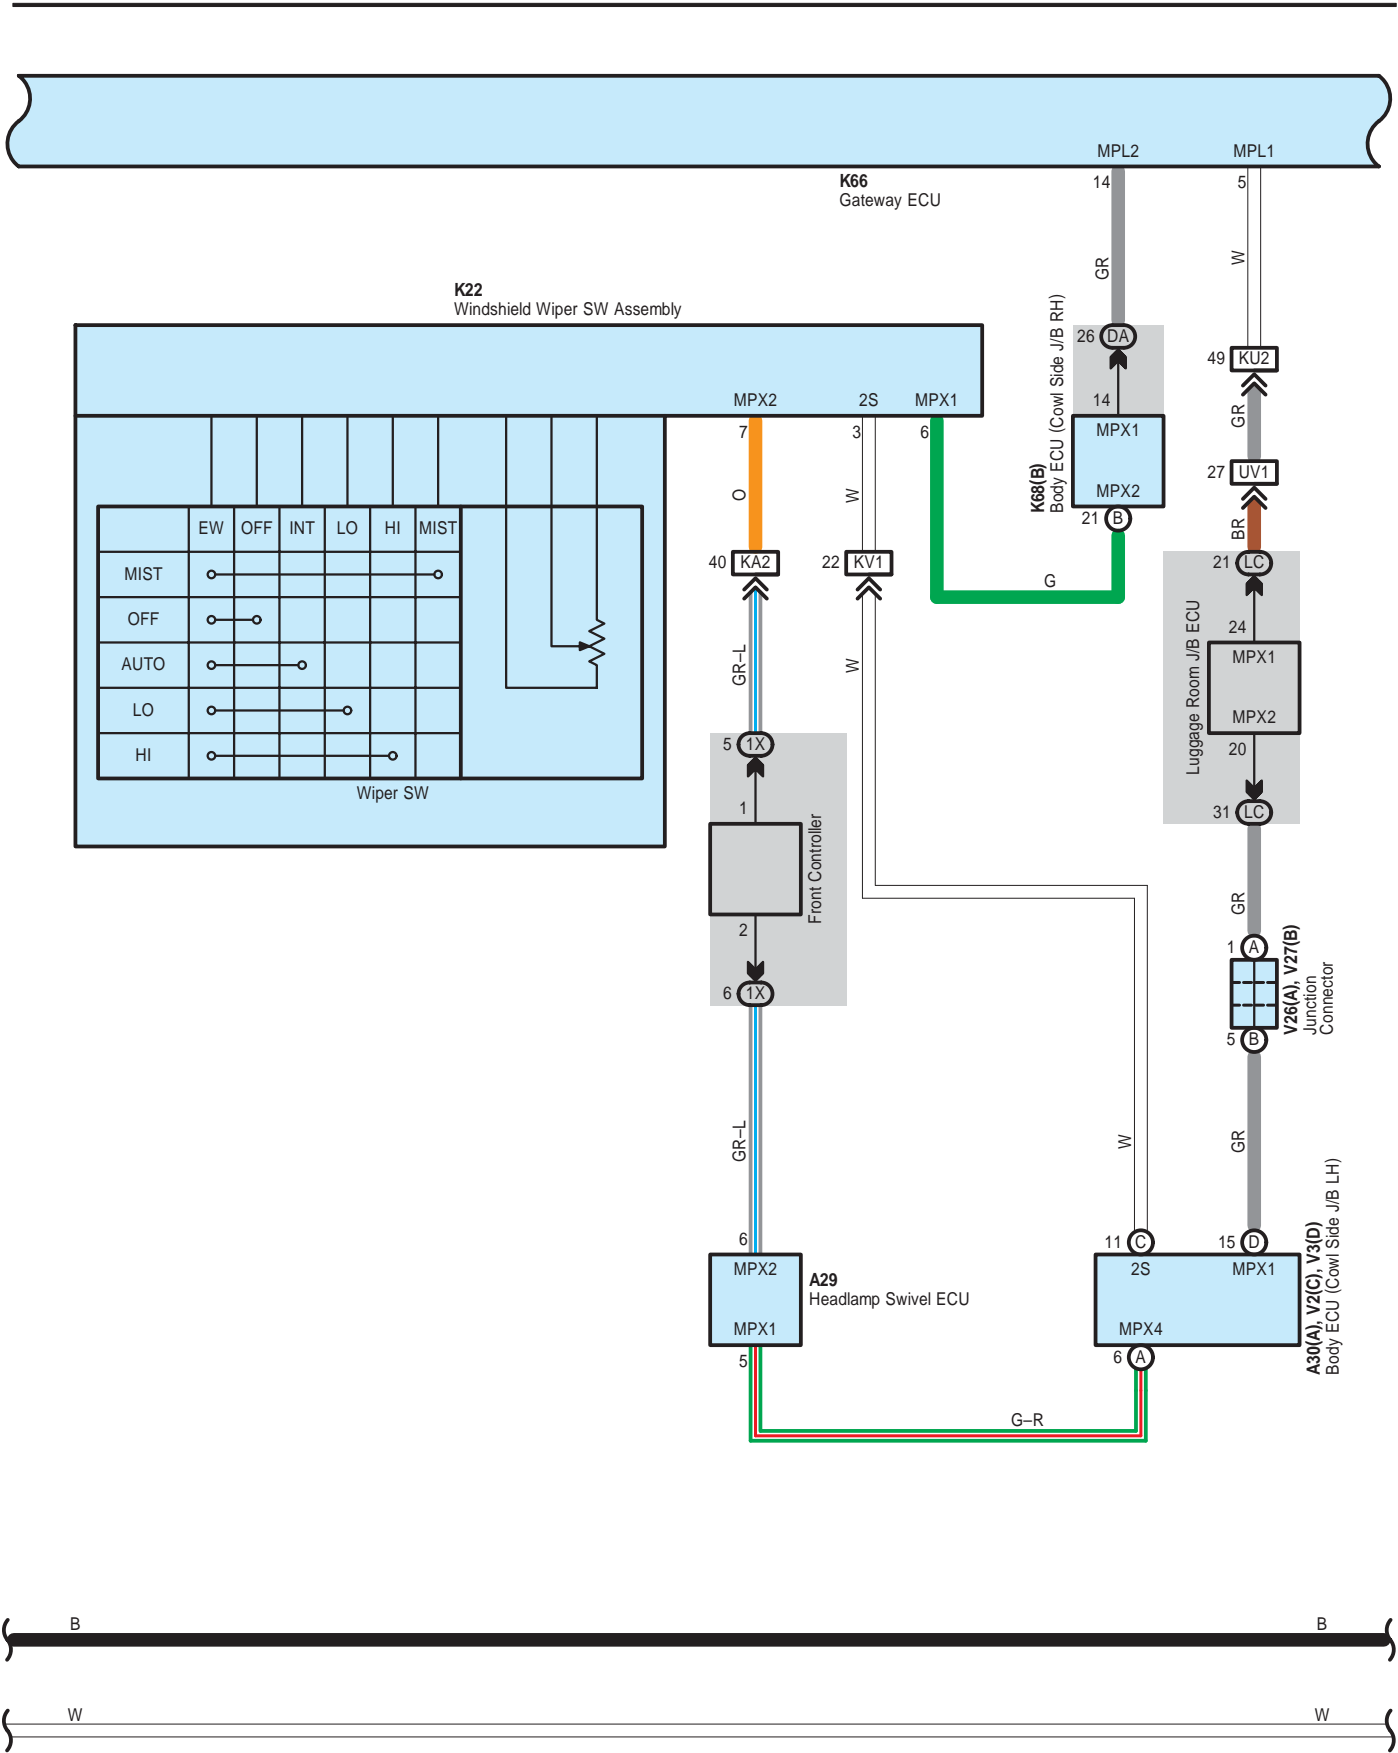 MPL2 MPL1
K66
Gateway ECU
14 5
GR
W
K22
Windshield Wiper SW Assembly
MPX2 2S MPX1
7 3 6
O
W
40 KA2
22 KV1
GR–L
W
G
26 DA
14
MPX1
MPX2
21 B
K68(B)
Body ECU (Cowl Side J/B RH)
49 KU2
GR
27 UV1
BR
21 LC
24
MPX1
MPX2
20
31 LC
Luggage Room J/B ECU
EW OFF INT LO HI MIST
MIST
OFF
AUTO
LO
HI
Wiper SW
5 1X
1
2
6 1X
Front Controller
GR
1 A
5 B
V26(A), V27(B)
Junction
Connector
GR–L
W
GR
6
MPX2
MPX1
5
A29
Headlamp Swivel ECU
11 C
15 D
2S MPX1
MPX4
6 A
A30(A), V2(C), V3(D)
Body ECU (Cowl Side J/B LH)
G–R
B B
W W